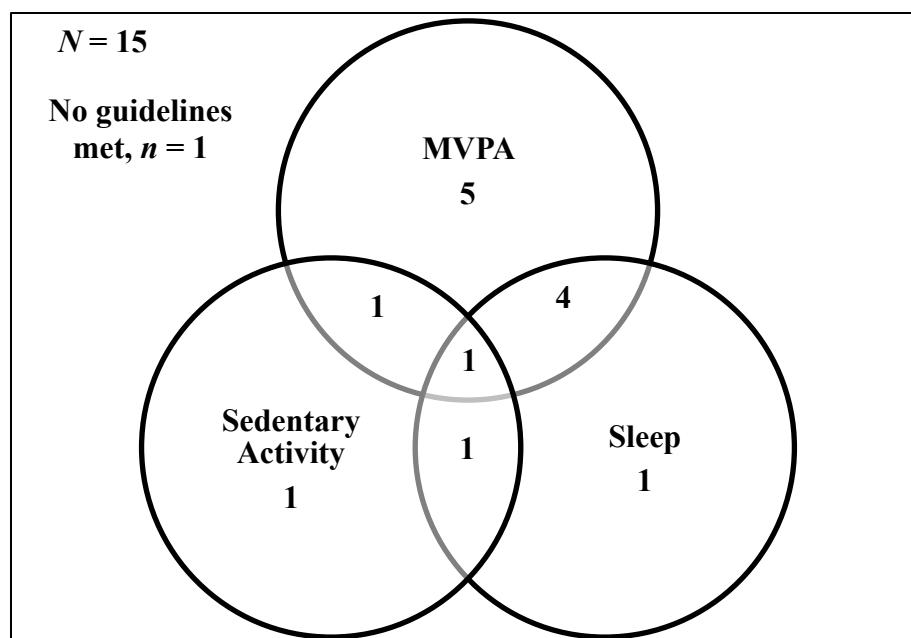 N = 15
No guidelines
met, n = 1
MVPA
5
1
4
1
Sedentary
Activity
1
1
Sleep
1